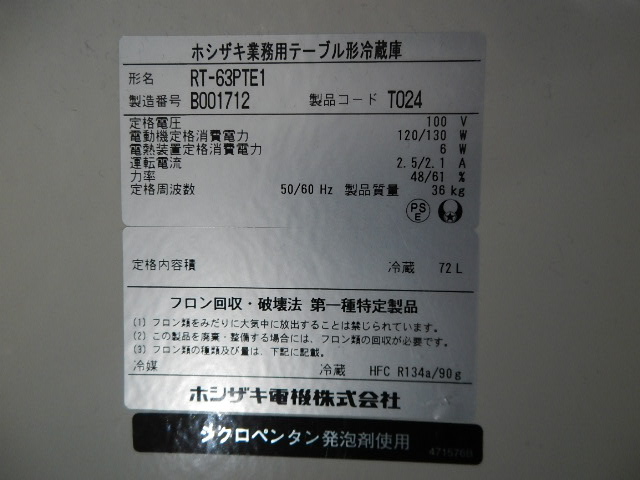 ホシザキ業務用テーブル形冷蔵庫
形名 RT-63PTE1
製造番号 B001712 製品コード T024
定格電圧 100 V
電動機定格消費電力 120/130 W
電熱装置定格消費電力 6 W
運転電流 2.5/2.1 A
力率 48/61 %
定格周波数 50/60 Hz 製品質量 36 kg
PS
E
定格内容積 冷蔵 72 L
フロン回収・破壊法 第一種特定製品
(1) フロン類をみだりに大気中に放出することは禁じられています。
(2) この製品を廃棄・整備する場合には、フロン類の回収が必要です。
(3) フロン類の種類及び量は、下記に記載。
冷媒 冷蔵 HFC R134a/90g
ホシザキ電機株式会社
シクロペンタン発泡剤使用
471576B